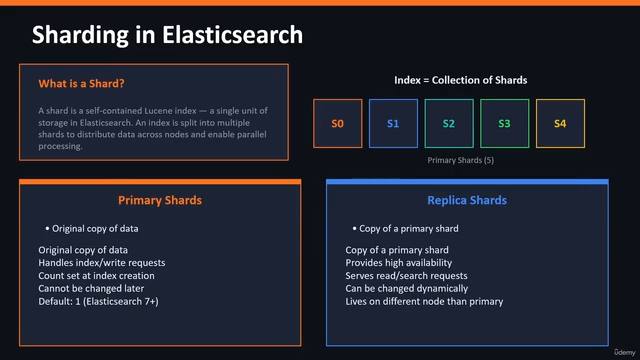 Sharding in Elasticsearch
What is a Shard?
A shard is a self-contained Lucene index — a single unit of
storage in Elasticsearch. An index is split into multiple
shards to distribute data across nodes and enable parallel
processing.
Index = Collection of Shards
S0 S1 S2 S3 S4
Primary Shards (5)
Primary Shards
• Original copy of data
Original copy of data
Handles index/write requests
Count set at index creation
Cannot be changed later
Default: 1 (Elasticsearch 7+)
Replica Shards
• Copy of a primary shard
Copy of a primary shard
Provides high availability
Serves read/search requests
Can be changed dynamically
Lives on different node than primary
ûdemy